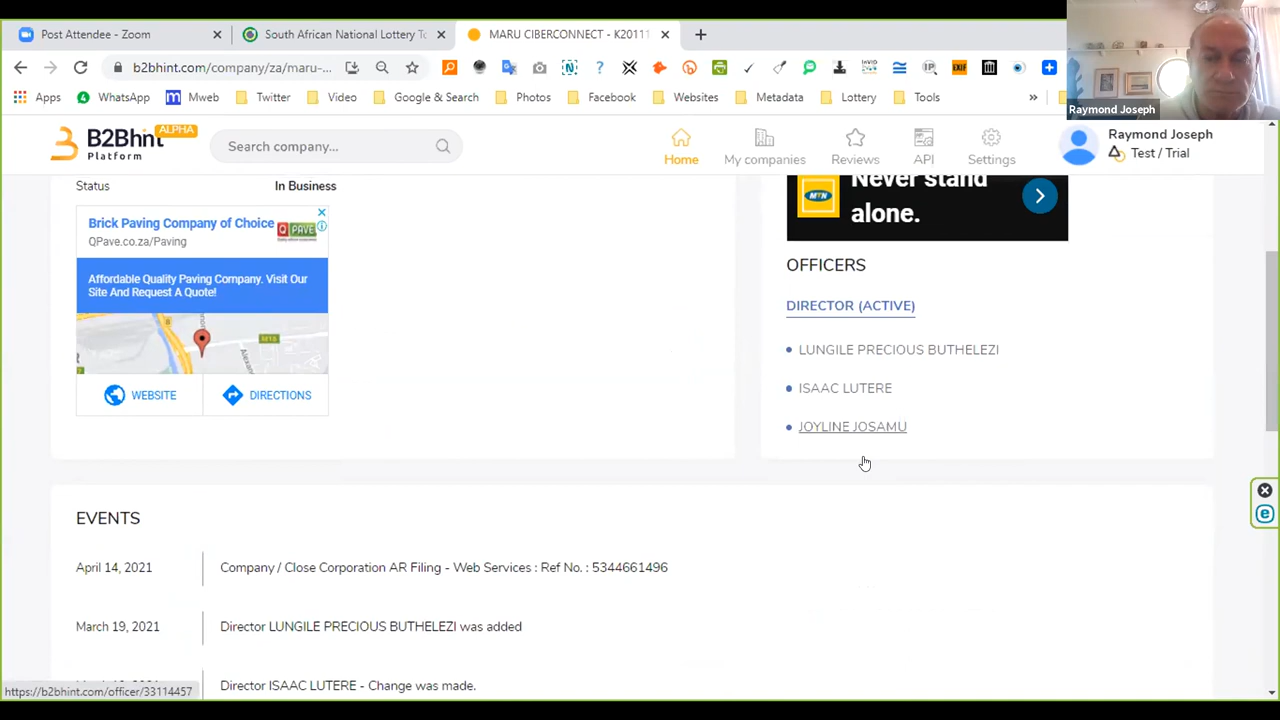 Post Attendee - Zoom
South African National Lottery To
MARU CIBERCONNECT - K20111
b2bhint.com/company/za/maru-...
Apps
WhatsApp
Mweb
Twitter
Video
Google & Search
Photos
Facebook
Websites
Metadata
Lottery
Tools
»
Raymond Joseph
B2Bhint
ALPHA
Platform
Search company...
Home
My companies
Reviews
API
Settings
Raymond Joseph
Test / Trial
Status
In Business
Brick Paving Company of Choice
QPave.co.za/Paving
Q PAVE
Affordable Quality Paving Company. Visit Our
Site And Request A Quote!
M18
WEBSITE
DIRECTIONS
Never stand
alone.
MTN
OFFICERS
DIRECTOR (ACTIVE)
LUNGILE PRECIOUS BUTHELEZI
ISAAC LUTERE
JOYLINE JOSAMU
EVENTS
April 14, 2021
Company / Close Corporation AR Filing - Web Services : Ref No. : 5344661496
March 19, 2021
Director LUNGILE PRECIOUS BUTHELEZI was added
Director ISAAC LUTERE - Change was made.
https://b2bhint.com/officer/33114457